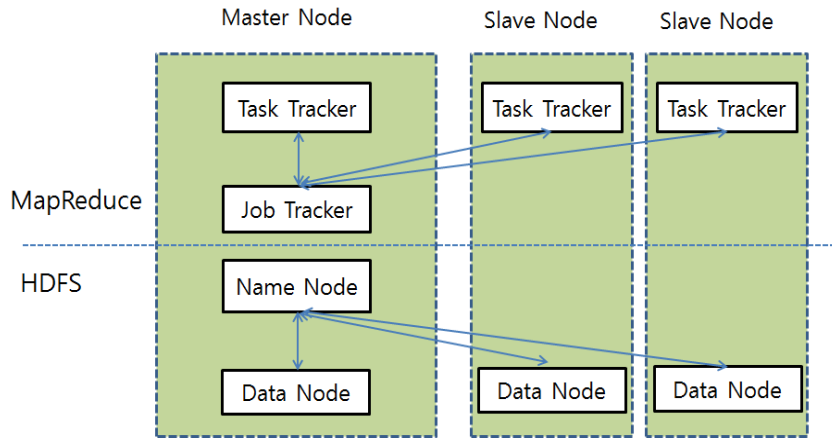 Master Node
Slave Node
Slave Node
Task Tracker
Task Tracker
Task Tracker
MapReduce
Job Tracker
HDFS
Name Node
Data Node
Data Node
Data Node